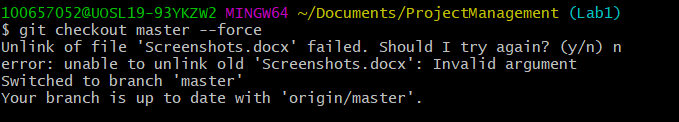 100657052@UOSL19-93YKZW2 MINGW64 ~/Documents/ProjectManagement (Lab1)
$ git checkout master --force
Unlink of file 'Screenshots.docx' failed. Should I try again? (y/n) n
error: unable to unlink old 'Screenshots.docx': Invalid argument
Switched to branch 'master'
Your branch is up to date with 'origin/master'.